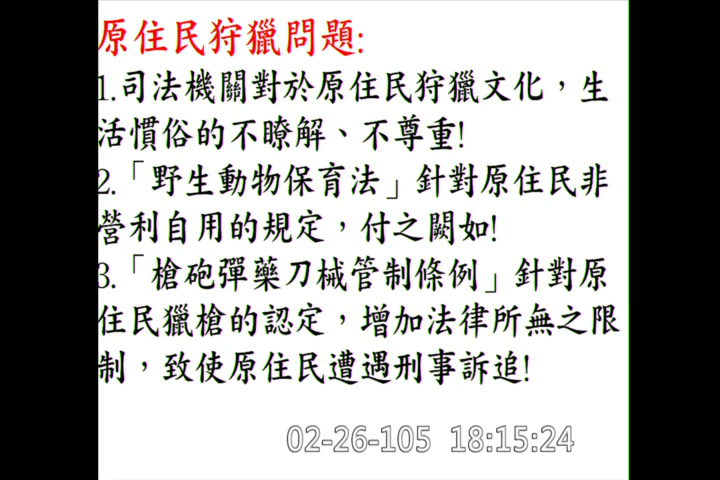 原住民狩獵問題:
1.司法機關對於原住民狩獵文化，生
活慣俗的不瞭解、不尊重!
2.「野生動物保育法」針對原住民非
營利自用的規定，付之闕如!
3.「槍砲彈藥刀械管制條例」針對原
住民獵槍的認定，增加法律所無之限
制，致使原住民遭遇刑事訴追!
02-26-105 18:15:24